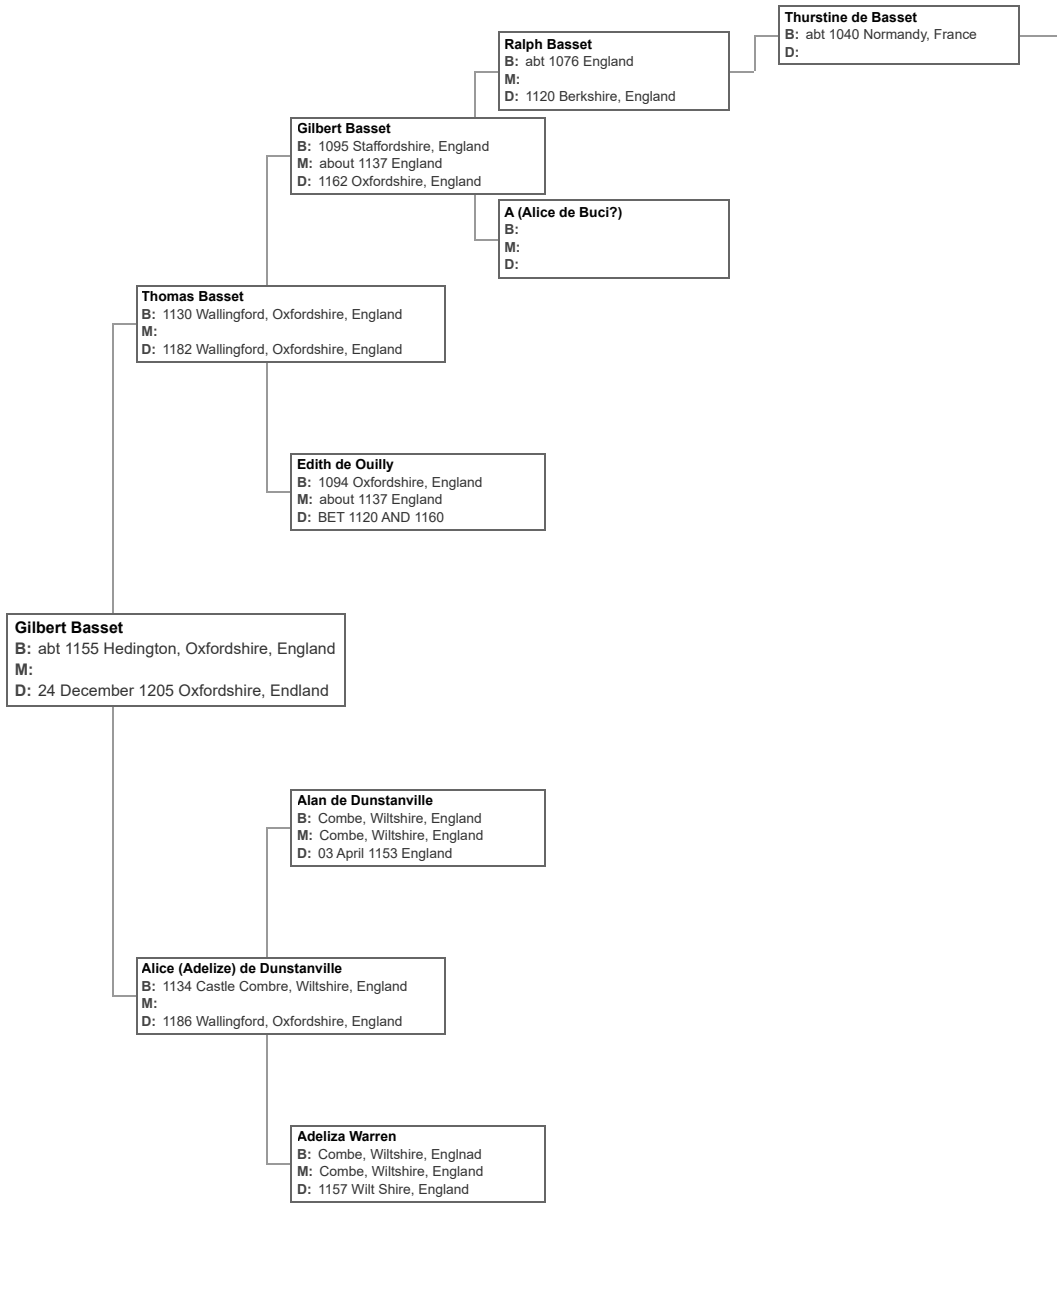 Thurstine de Basset
B: abt 1040 Normandy, France
D:
Ralph Basset
B: abt 1076 England
M:
D: 1120 Berkshire, England
Gilbert Basset
B: 1095 Staffordshire, England
M: about 1137 England
D: 1162 Oxfordshire, England
A (Alice de Buci?)
B:
M:
D:
Thomas Basset
B: 1130 Wallingford, Oxfordshire, England
M:
D: 1182 Wallingford, Oxfordshire, England
Edith de Ouilly
B: 1094 Oxfordshire, England
M: about 1137 England
D: BET 1120 AND 1160
Gilbert Basset
B: abt 1155 Hedington, Oxfordshire, England
M:
D: 24 December 1205 Oxfordshire, Endland
Alan de Dunstanville
B: Combe, Wiltshire, England
M: Combe, Wiltshire, England
D: 03 April 1153 England
Alice (Adelize) de Dunstanville
B: 1134 Castle Combre, Wiltshire, England
M:
D: 1186 Wallingford, Oxfordshire, England
Adeliza Warren
B: Combe, Wiltshire, Englnad
M: Combe, Wiltshire, England
D: 1157 Wilt Shire, England